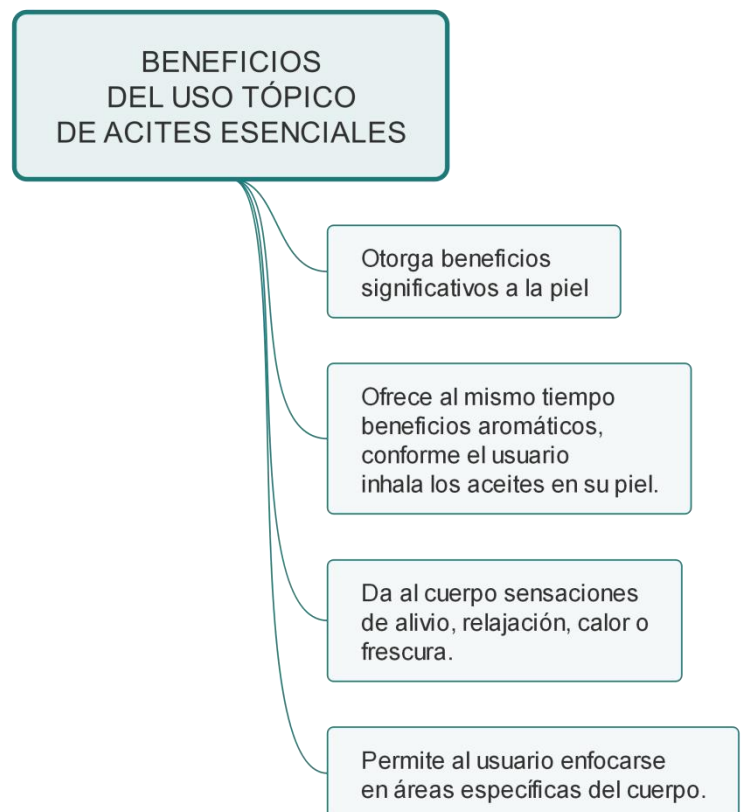 BENEFICIOS
DEL USO TÓPICO
DE ACITES ESENCIALES
Otorga beneficios
significativos a la piel
Ofrece al mismo tiempo
beneficios aromáticos,
conforme el usuario
inhala los aceites en su piel.
Da al cuerpo sensaciones
de alivio, relajación, calor o
frescura.
Permite al usuario enfocarse
en áreas específicas del cuerpo.